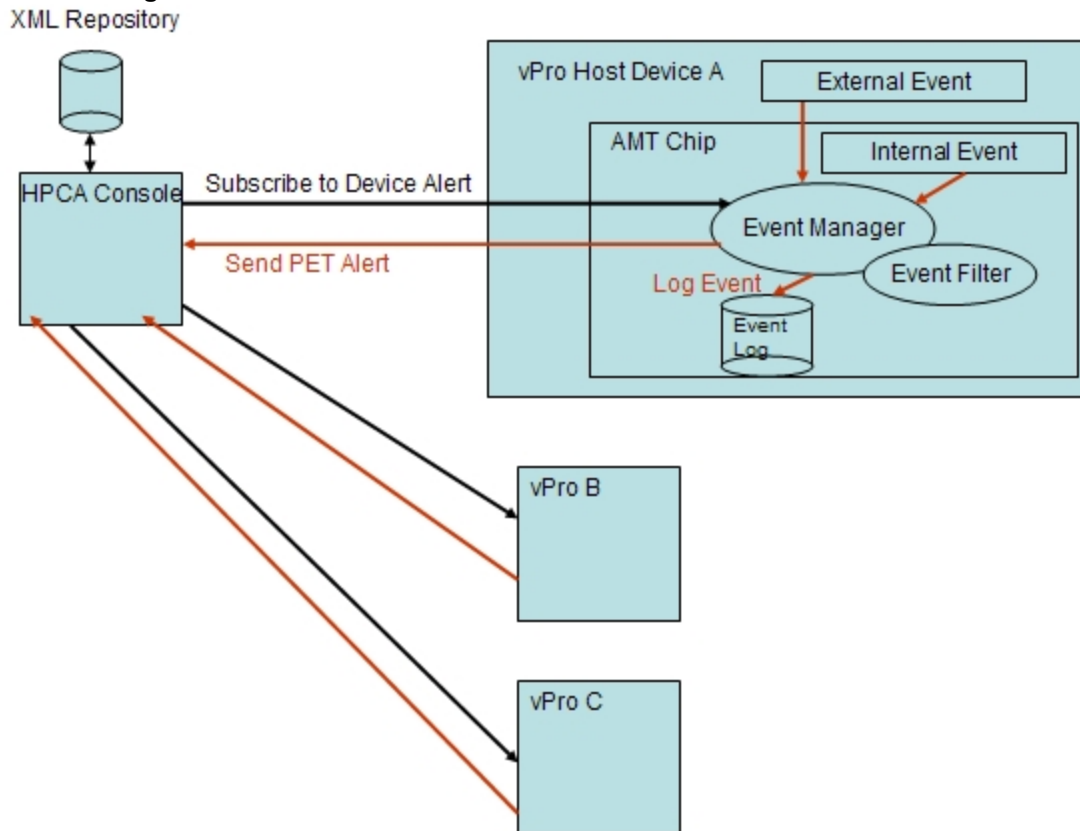 XML Repository
vPro Host Device A
External Event
AMT Chip
Internal Event
HPCA Console
Subscribe to Device Alert
Event Manager
Send PET Alert
Event Filter
Log Event
Event
Log
vPro B
vPro C